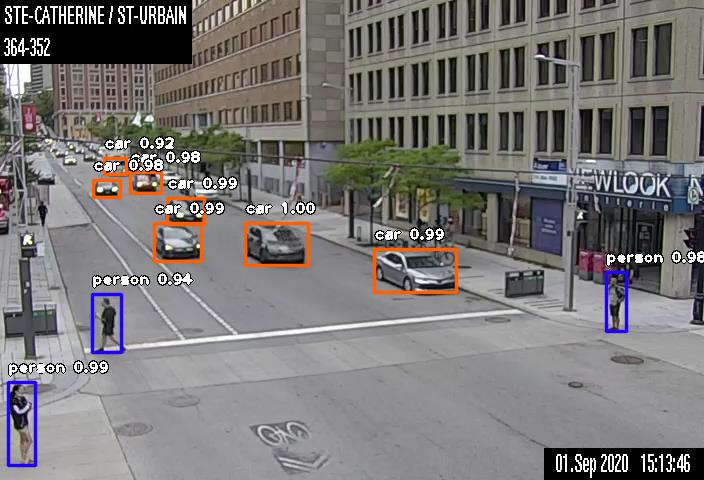 STE-CATHERINE / ST-URBAIN
364-352
car 0.92
car 0.98
car 0.98
car 0.99
car 0.99
car 1.00
car 0.99
person 0.94
person 0.98
person 0.99
NEWLOOK
01.Sep 2020 15:13:46